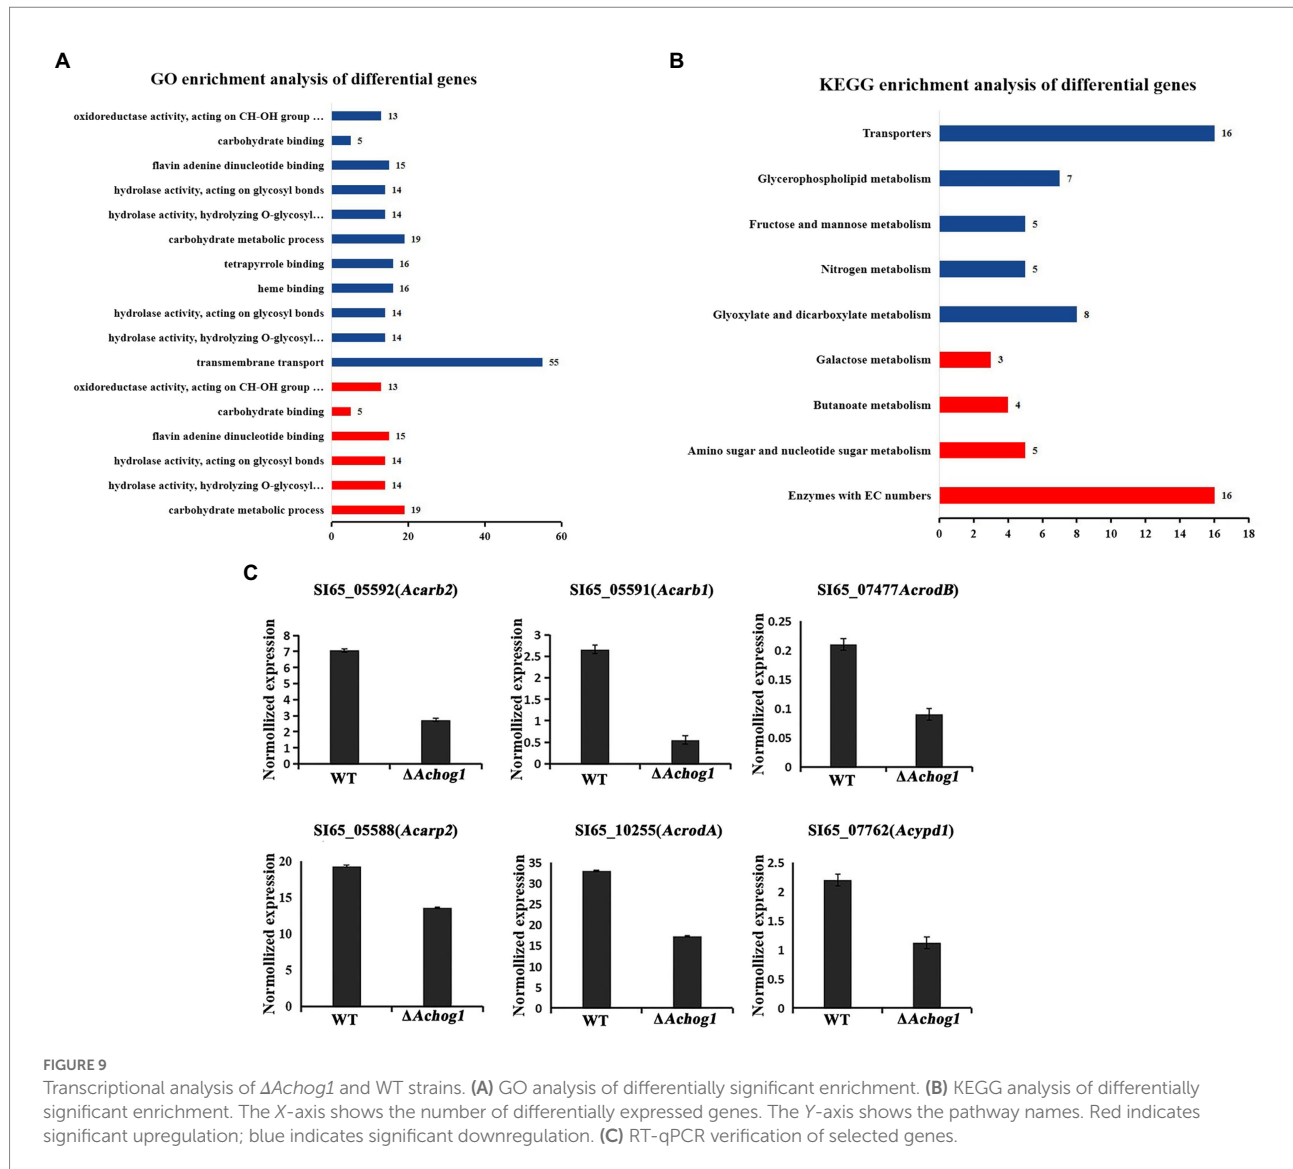 A
GO enrichment analysis of differential genes
oxidoreductase activity, acting on CH-OH group … 13
carbohydrate binding 5
flavin adenine dinucleotide binding 15
hydrolase activity, acting on glycosyl bonds 14
hydrolase activity, hydrolyzing O-glycosyl… 14
carbohydrate metabolic process 19
tetrapyrrole binding 16
heme binding 16
hydrolase activity, acting on glycosyl bonds 14
hydrolase activity, hydrolyzing O-glycosyl… 14
transmembrane transport 55
oxidoreductase activity, acting on CH-OH group … 13
carbohydrate binding 5
flavin adenine dinucleotide binding 15
hydrolase activity, acting on glycosyl bonds 14
hydrolase activity, hydrolyzing O-glycosyl… 14
carbohydrate metabolic process 19
0 20 40 60
B
KEGG enrichment analysis of differential genes
Transporters 16
Glycerophospholipid metabolism 7
Fructose and mannose metabolism 5
Nitrogen metabolism 5
Glyoxylate and dicarboxylate metabolism 8
Galactose metabolism 3
Butanoate metabolism 4
Amino sugar and nucleotide sugar metabolism 5
Enzymes with EC numbers 16
0 2 4 6 8 10 12 14 16 18
C
SI65_05592(Acarb2)
Normollized expression
8
7
6
5
4
3
2
1
0
WT ΔAchog1
SI65_05591(Acarb1)
Normollized expression
3
2.5
2
1.5
1
0.5
0
WT ΔAchog1
SI65_07477AcrodB)
Normollized expression
0.25
0.2
0.15
0.1
0.05
0
WT ΔAchog1
SI65_05588(Acarp2)
Normollized expression
20
15
10
5
0
WT ΔAchog1
SI65_10255(AcrodA)
Normollized expression
35
33
25
20
15
10
5
0
WT ΔAchog1
SI65_07762(Acypd1)
Normollized expression
2.5
2
1.5
1
0.5
0
WT ΔAchog1
FIGURE 9
Transcriptional analysis of ΔAchog1 and WT strains. (A) GO analysis of differentially significant enrichment. (B) KEGG analysis of differentially
significant enrichment. The X-axis shows the number of differentially expressed genes. The Y-axis shows the pathway names. Red indicates
significant upregulation; blue indicates significant downregulation. (C) RT-qPCR verification of selected genes.